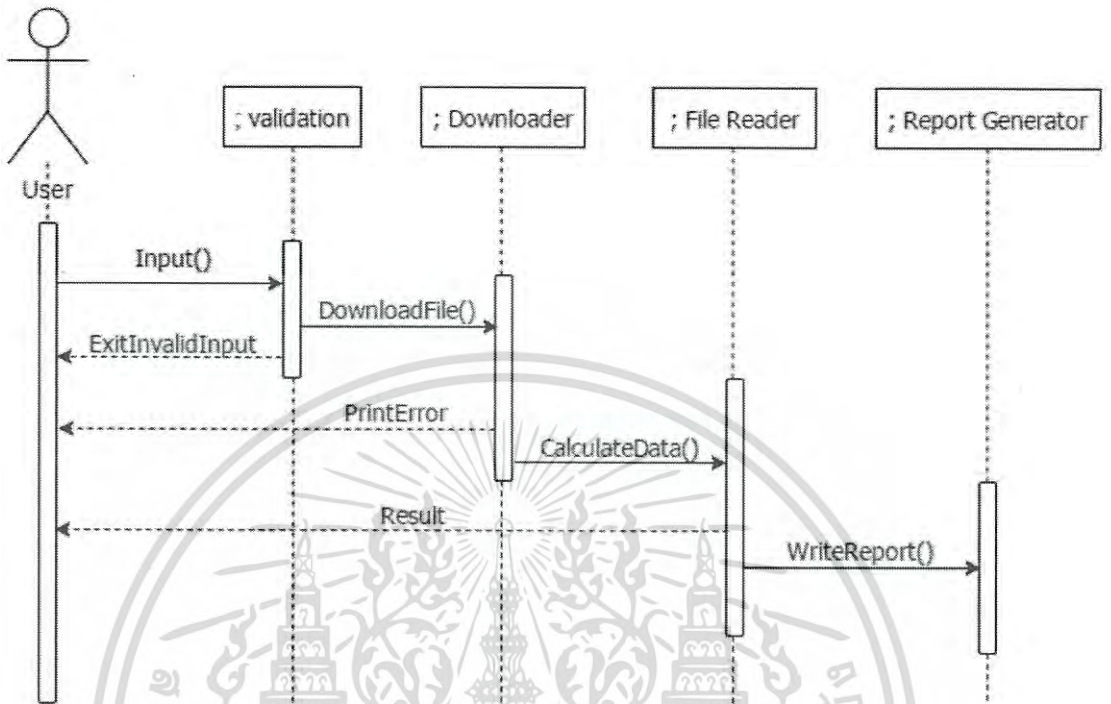 ; validation
; Downloader
; File Reader
; Report Generator
User
Input()
DownloadFile()
ExitInvalidInput
PrintError
CalculateData()
Result
WriteReport()